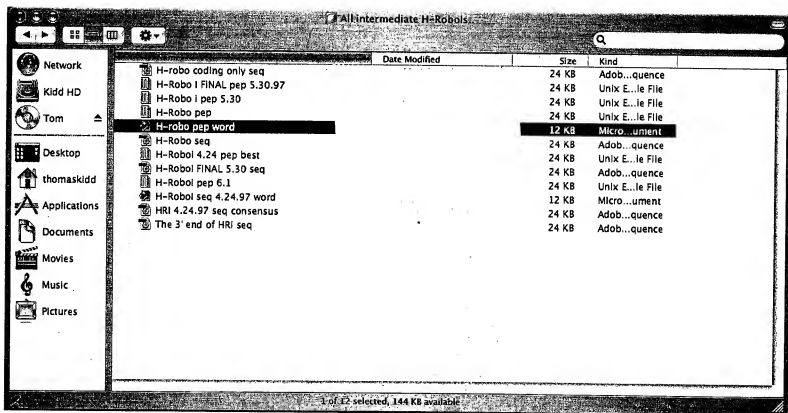 All intermediate H-RoboIs
Date Modified Size Kind
Network
Kidd HD
Tom
Desktop
thomaskidd
Applications
Documents
Movies
Music
Pictures
H-robo coding only seq 24 KB Adob...quence
H-Robo I FINAL pep 5.30.97 24 KB Unix E...le File
H-Robo i pep 5.30 24 KB Unix E...le File
H-Robo pep 24 KB Unix E...le File
H-robo pep word 12 KB Micro...ument
H-Robo seq 24 KB Adob...quence
H-RoboI 4.24 pep best 24 KB Unix E...le File
H-RoboI FINAL 5.30 seq 24 KB Adob...quence
H-RoboI pep 6.1 24 KB Unix E...le File
H-RoboI seq 4.24.97 word 12 KB Micro...ument
HRI 4.24.97 seq consensus 24 KB Adob...quence
The 3' end of HRI seq 24 KB Adob...quence
1 of 12 selected, 144 KB available